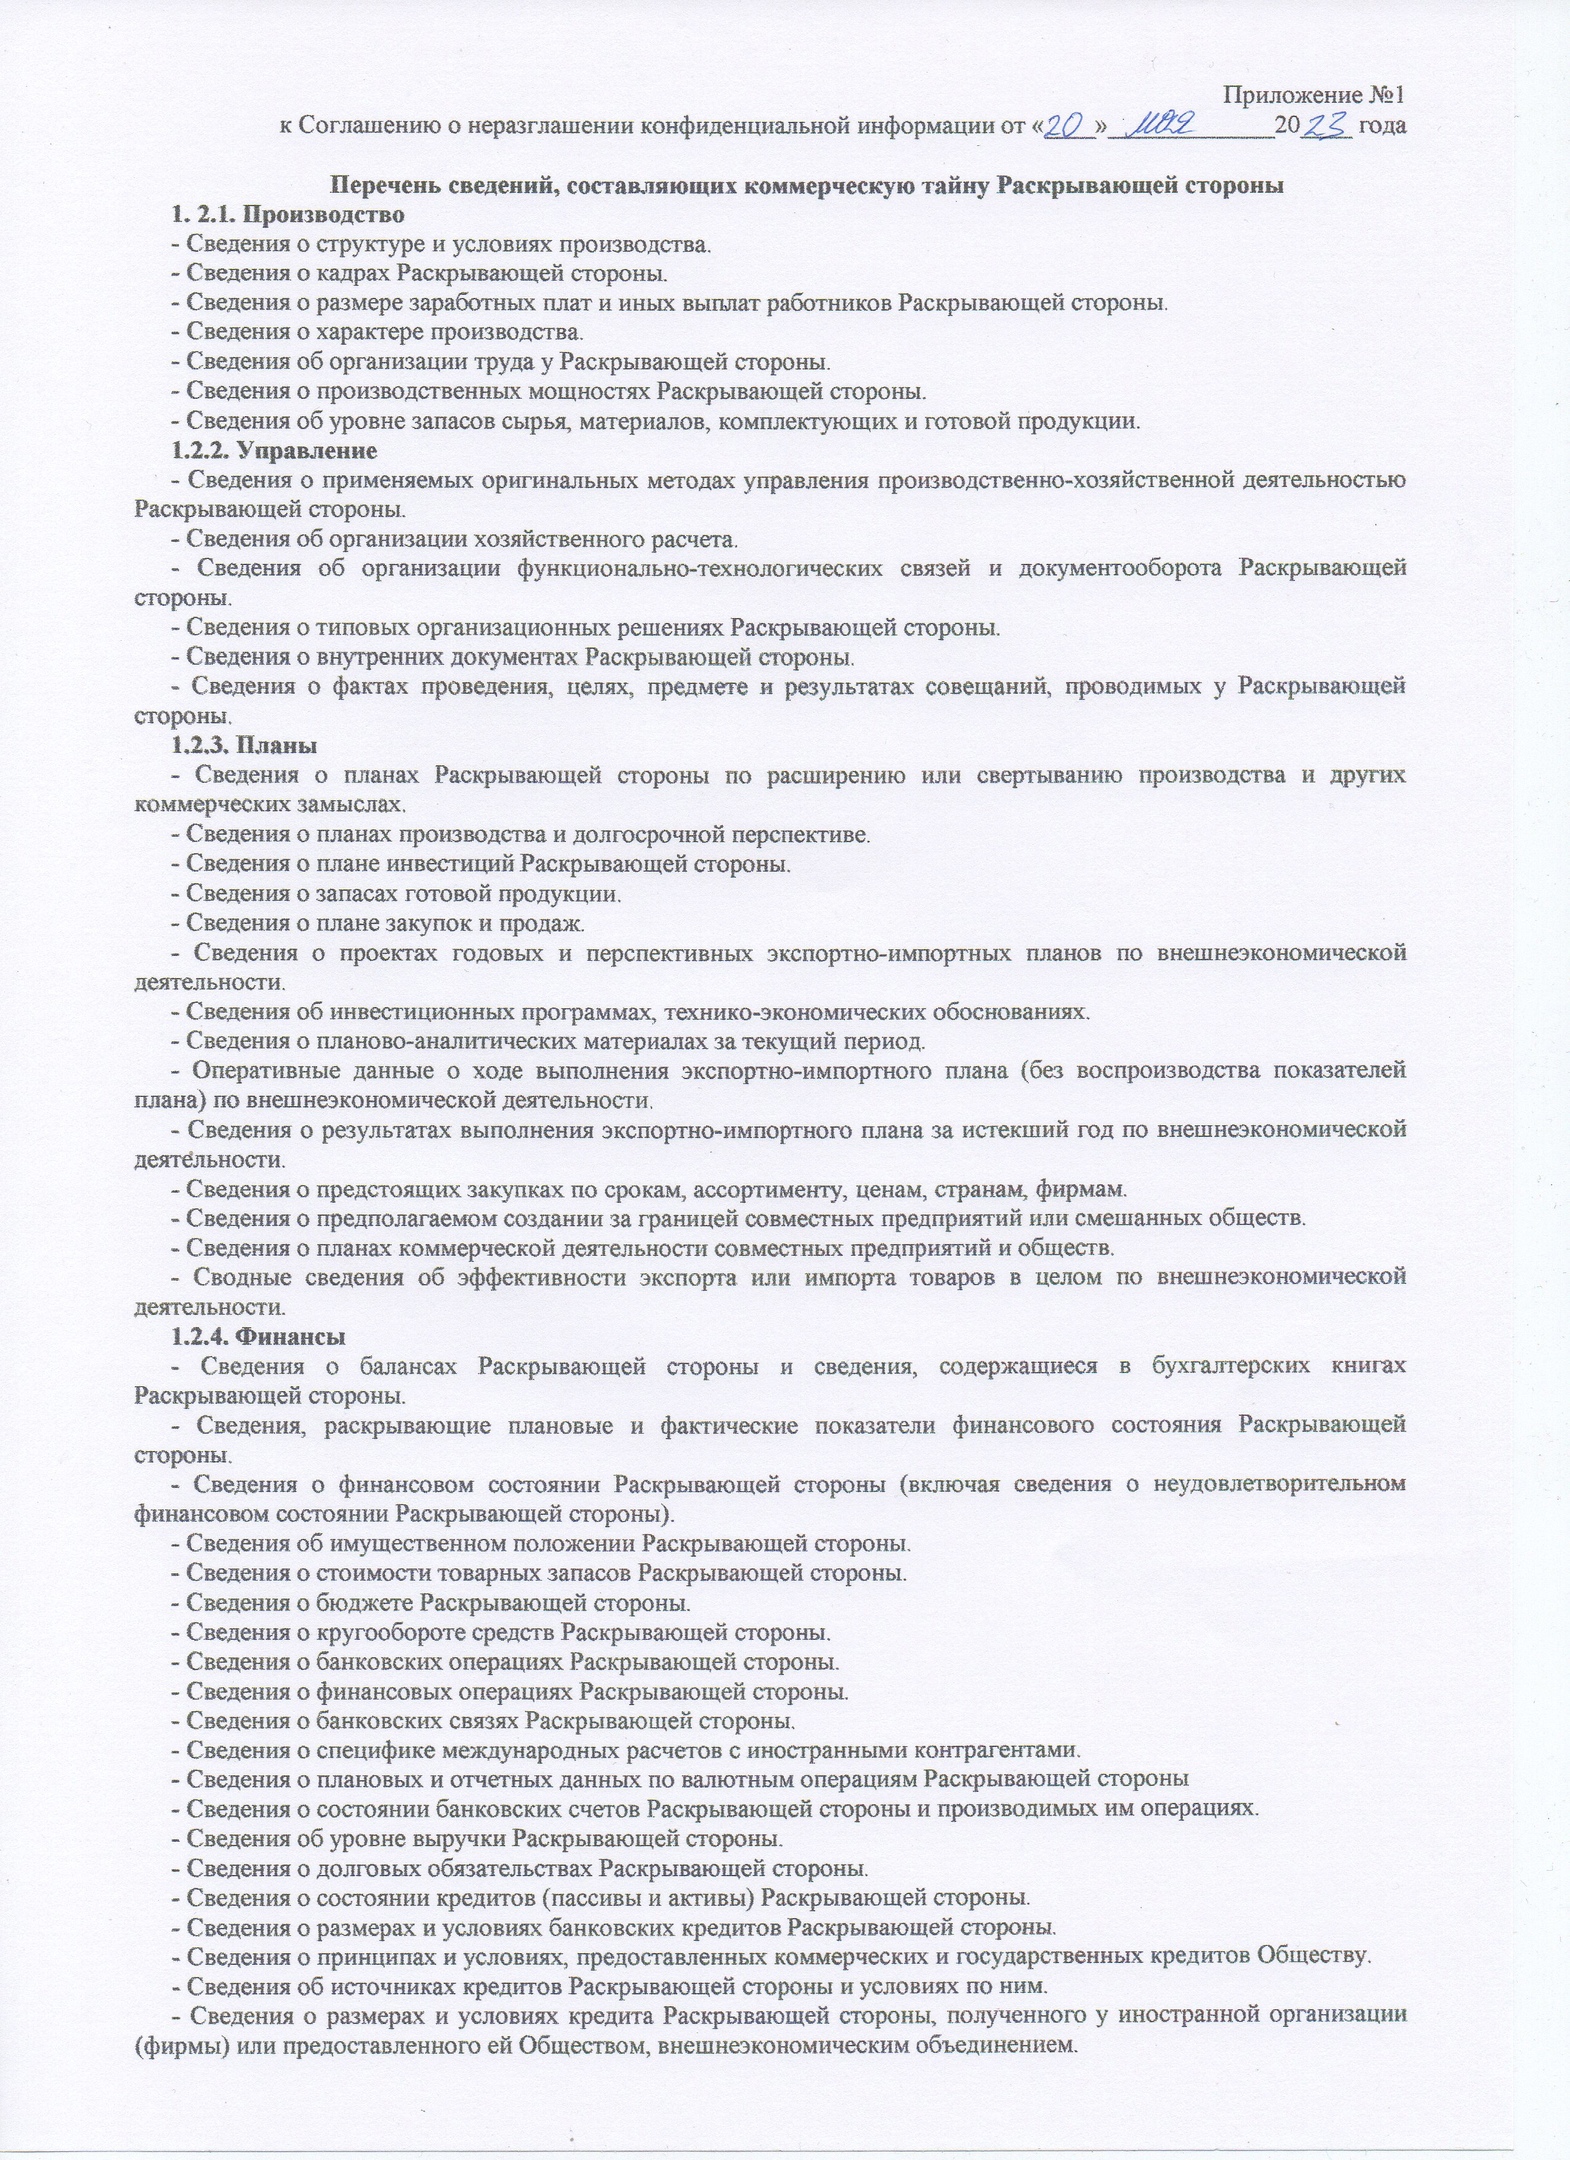 Приложение №1
к Соглашению о неразглашении конфиденциальной информации от «20» мая 2023 года
Перечень сведений, составляющих коммерческую тайну Раскрывающей стороны
1. 2.1. Производство
- Сведения о структуре и условиях производства.
- Сведения о кадрах Раскрывающей стороны.
- Сведения о размере заработных плат и иных выплат работников Раскрывающей стороны.
- Сведения о характере производства.
- Сведения об организации труда у Раскрывающей стороны.
- Сведения о производственных мощностях Раскрывающей стороны.
- Сведения об уровне запасов сырья, материалов, комплектующих и готовой продукции.
1.2.2. Управление
- Сведения о применяемых оригинальных методах управления производственно-хозяйственной деятельностью
Раскрывающей стороны.
- Сведения об организации хозяйственного расчета.
- Сведения об организации функционально-технологических связей и документооборота Раскрывающей
стороны.
- Сведения о типовых организационных решениях Раскрывающей стороны.
- Сведения о внутренних документах Раскрывающей стороны.
- Сведения о фактах проведения, целях, предмете и результатах совещаний, проводимых у Раскрывающей
стороны.
1.2.3. Планы
- Сведения о планах Раскрывающей стороны по расширению или свертыванию производства и других
коммерческих замыслах.
- Сведения о планах производства и долгосрочной перспективе.
- Сведения о плане инвестиций Раскрывающей стороны.
- Сведения о запасах готовой продукции.
- Сведения о плане закупок и продаж.
- Сведения о проектах годовых и перспективных экспортно-импортных планов по внешнеэкономической
деятельности.
- Сведения об инвестиционных программах, технико-экономических обоснованиях.
- Сведения о планово-аналитических материалах за текущий период.
- Оперативные данные о ходе выполнения экспортно-импортного плана (без воспроизводства показателей
плана) по внешнеэкономической деятельности.
- Сведения о результатах выполнения экспортно-импортного плана за истекший год по внешнеэкономической
деятельности.
- Сведения о предстоящих закупках по срокам, ассортименту, ценам, странам, фирмам.
- Сведения о предполагаемом создании за границей совместных предприятий или смешанных обществ.
- Сведения о планах коммерческой деятельности совместных предприятий и обществ.
- Сводные сведения об эффективности экспорта или импорта товаров в целом по внешнеэкономической
деятельности.
1.2.4. Финансы
- Сведения о балансах Раскрывающей стороны и сведения, содержащиеся в бухгалтерских книгах
Раскрывающей стороны.
- Сведения, раскрывающие плановые и фактические показатели финансового состояния Раскрывающей
стороны.
- Сведения о финансовом состоянии Раскрывающей стороны (включая сведения о неудовлетворительном
финансовом состоянии Раскрывающей стороны).
- Сведения об имущественном положении Раскрывающей стороны.
- Сведения о стоимости товарных запасов Раскрывающей стороны.
- Сведения о бюджете Раскрывающей стороны.
- Сведения о кругообороте средств Раскрывающей стороны.
- Сведения о банковских операциях Раскрывающей стороны.
- Сведения о финансовых операциях Раскрывающей стороны.
- Сведения о банковских связях Раскрывающей стороны.
- Сведения о специфике международных расчетов с иностранными контрагентами.
- Сведения о плановых и отчетных данных по валютным операциям Раскрывающей стороны
- Сведения о состоянии банковских счетов Раскрывающей стороны и производимых им операциях.
- Сведения об уровне выручки Раскрывающей стороны.
- Сведения о долговых обязательствах Раскрывающей стороны.
- Сведения о состоянии кредитов (пассивы и активы) Раскрывающей стороны.
- Сведения о размерах и условиях банковских кредитов Раскрывающей стороны.
- Сведения о принципах и условиях, предоставленных коммерческих и государственных кредитов Обществу.
- Сведения об источниках кредитов Раскрывающей стороны и условиях по ним.
- Сведения о размерах и условиях кредита Раскрывающей стороны, полученного у иностранной организации
(фирмы) или предоставленного ей Обществом, внешнеэкономическим объединением.